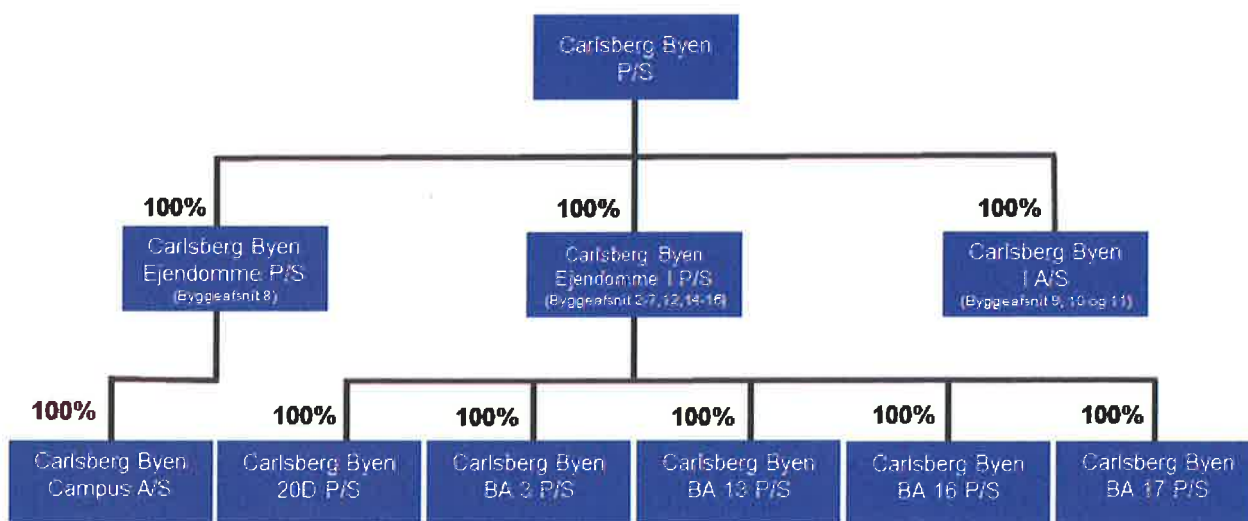 Carlsberg Byen
P/S
100%
100%
100%
Carlsberg Byen
Ejendomme P/S
(Byggeafsnit 8)
Carlsberg Byen
Ejendomme I P/S
(Byggeafsnit 2-7,12,14-16)
Carlsberg Byen
I A/S
(Byggeafsnit 9, 10 og 11)
100%
100%
100%
100%
100%
100%
Carlsberg Byen
Campus A/S
Carlsberg Byen
20D P/S
Carlsberg Byen
BA 3 P/S
Carlsberg Byen
BA 13 P/S
Carlsberg Byen
BA 16 P/S
Carlsberg Byen
BA 17 P/S